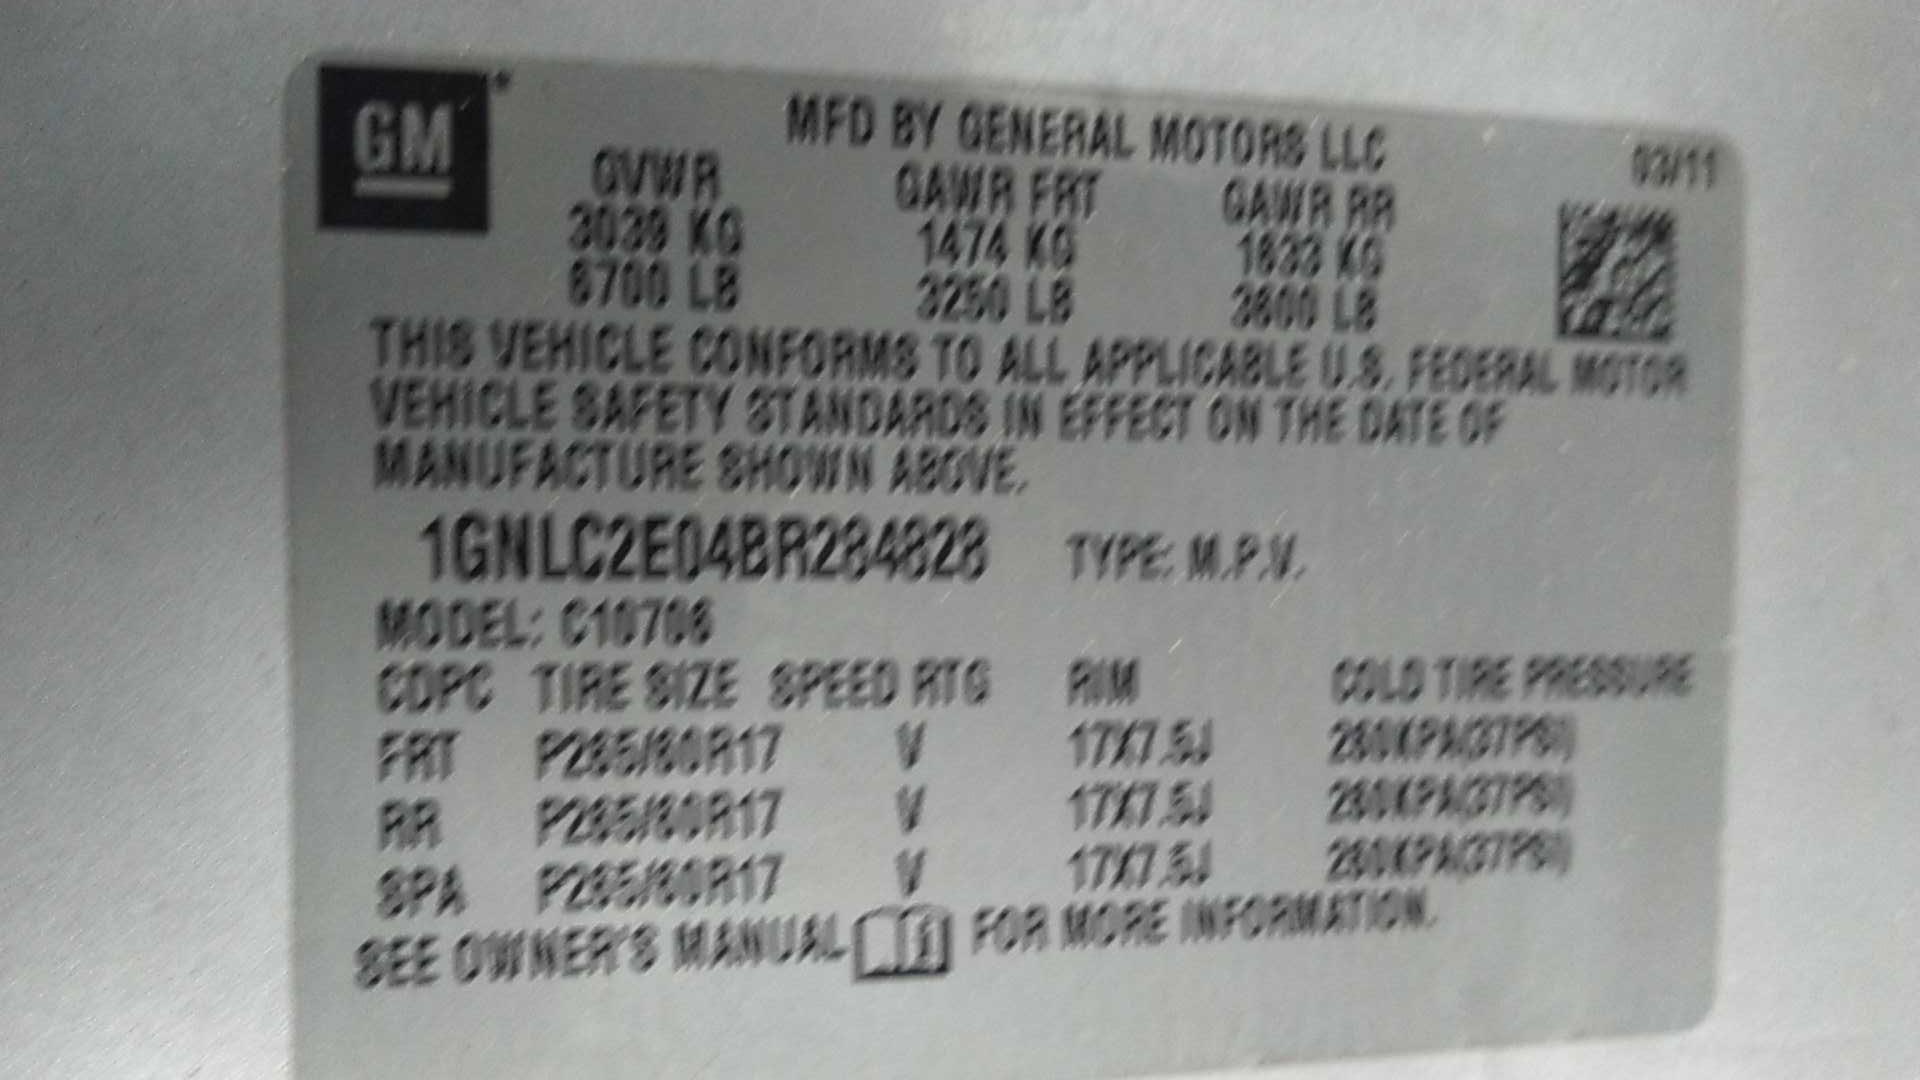 GM
MFD BY GENERAL MOTORS LLC
03/11
GVWR GAWR FRT GAWR RR
3039 KG 1474 KG 1633 KG
6700 LB 3250 LB 3600 LB
THIS VEHICLE CONFORMS TO ALL APPLICABLE U.S. FEDERAL MOTOR
VEHICLE SAFETY STANDARDS IN EFFECT ON THE DATE OF
MANUFACTURE SHOWN ABOVE.
TYPE: M.P.V.
MODEL: C10706
CDPC TIRE SIZE SPEED RTG RIM COLD TIRE PRESSURE
FRT P265/60R17 V 17X7.5J 260KPA(37PSI)
RR P265/60R17 V 17X7.5J 260KPA(37PSI)
SPA P265/60R17 V 17X7.5J 260KPA(37PSI)
SEE OWNER'S MANUAL FOR MORE INFORMATION.